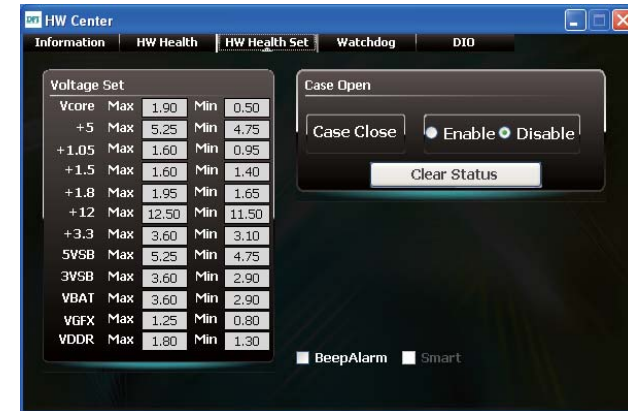 DFI HW Center
Information HW Health HW Health Set Watchdog DIO
Voltage Set
Vcore Max 1.90 Min 0.50
+5 Max 5.25 Min 4.75
+1.05 Max 1.60 Min 0.95
+1.5 Max 1.60 Min 1.40
+1.8 Max 1.95 Min 1.65
+12 Max 12.50 Min 11.50
+3.3 Max 3.60 Min 3.10
5VSB Max 5.25 Min 4.75
3VSB Max 3.60 Min 2.90
VBAT Max 3.60 Min 2.90
VGFX Max 1.25 Min 0.80
VDDR Max 1.80 Min 1.30
Case Open
Case Close Enable Disable
Clear Status
BeepAlarm Smart